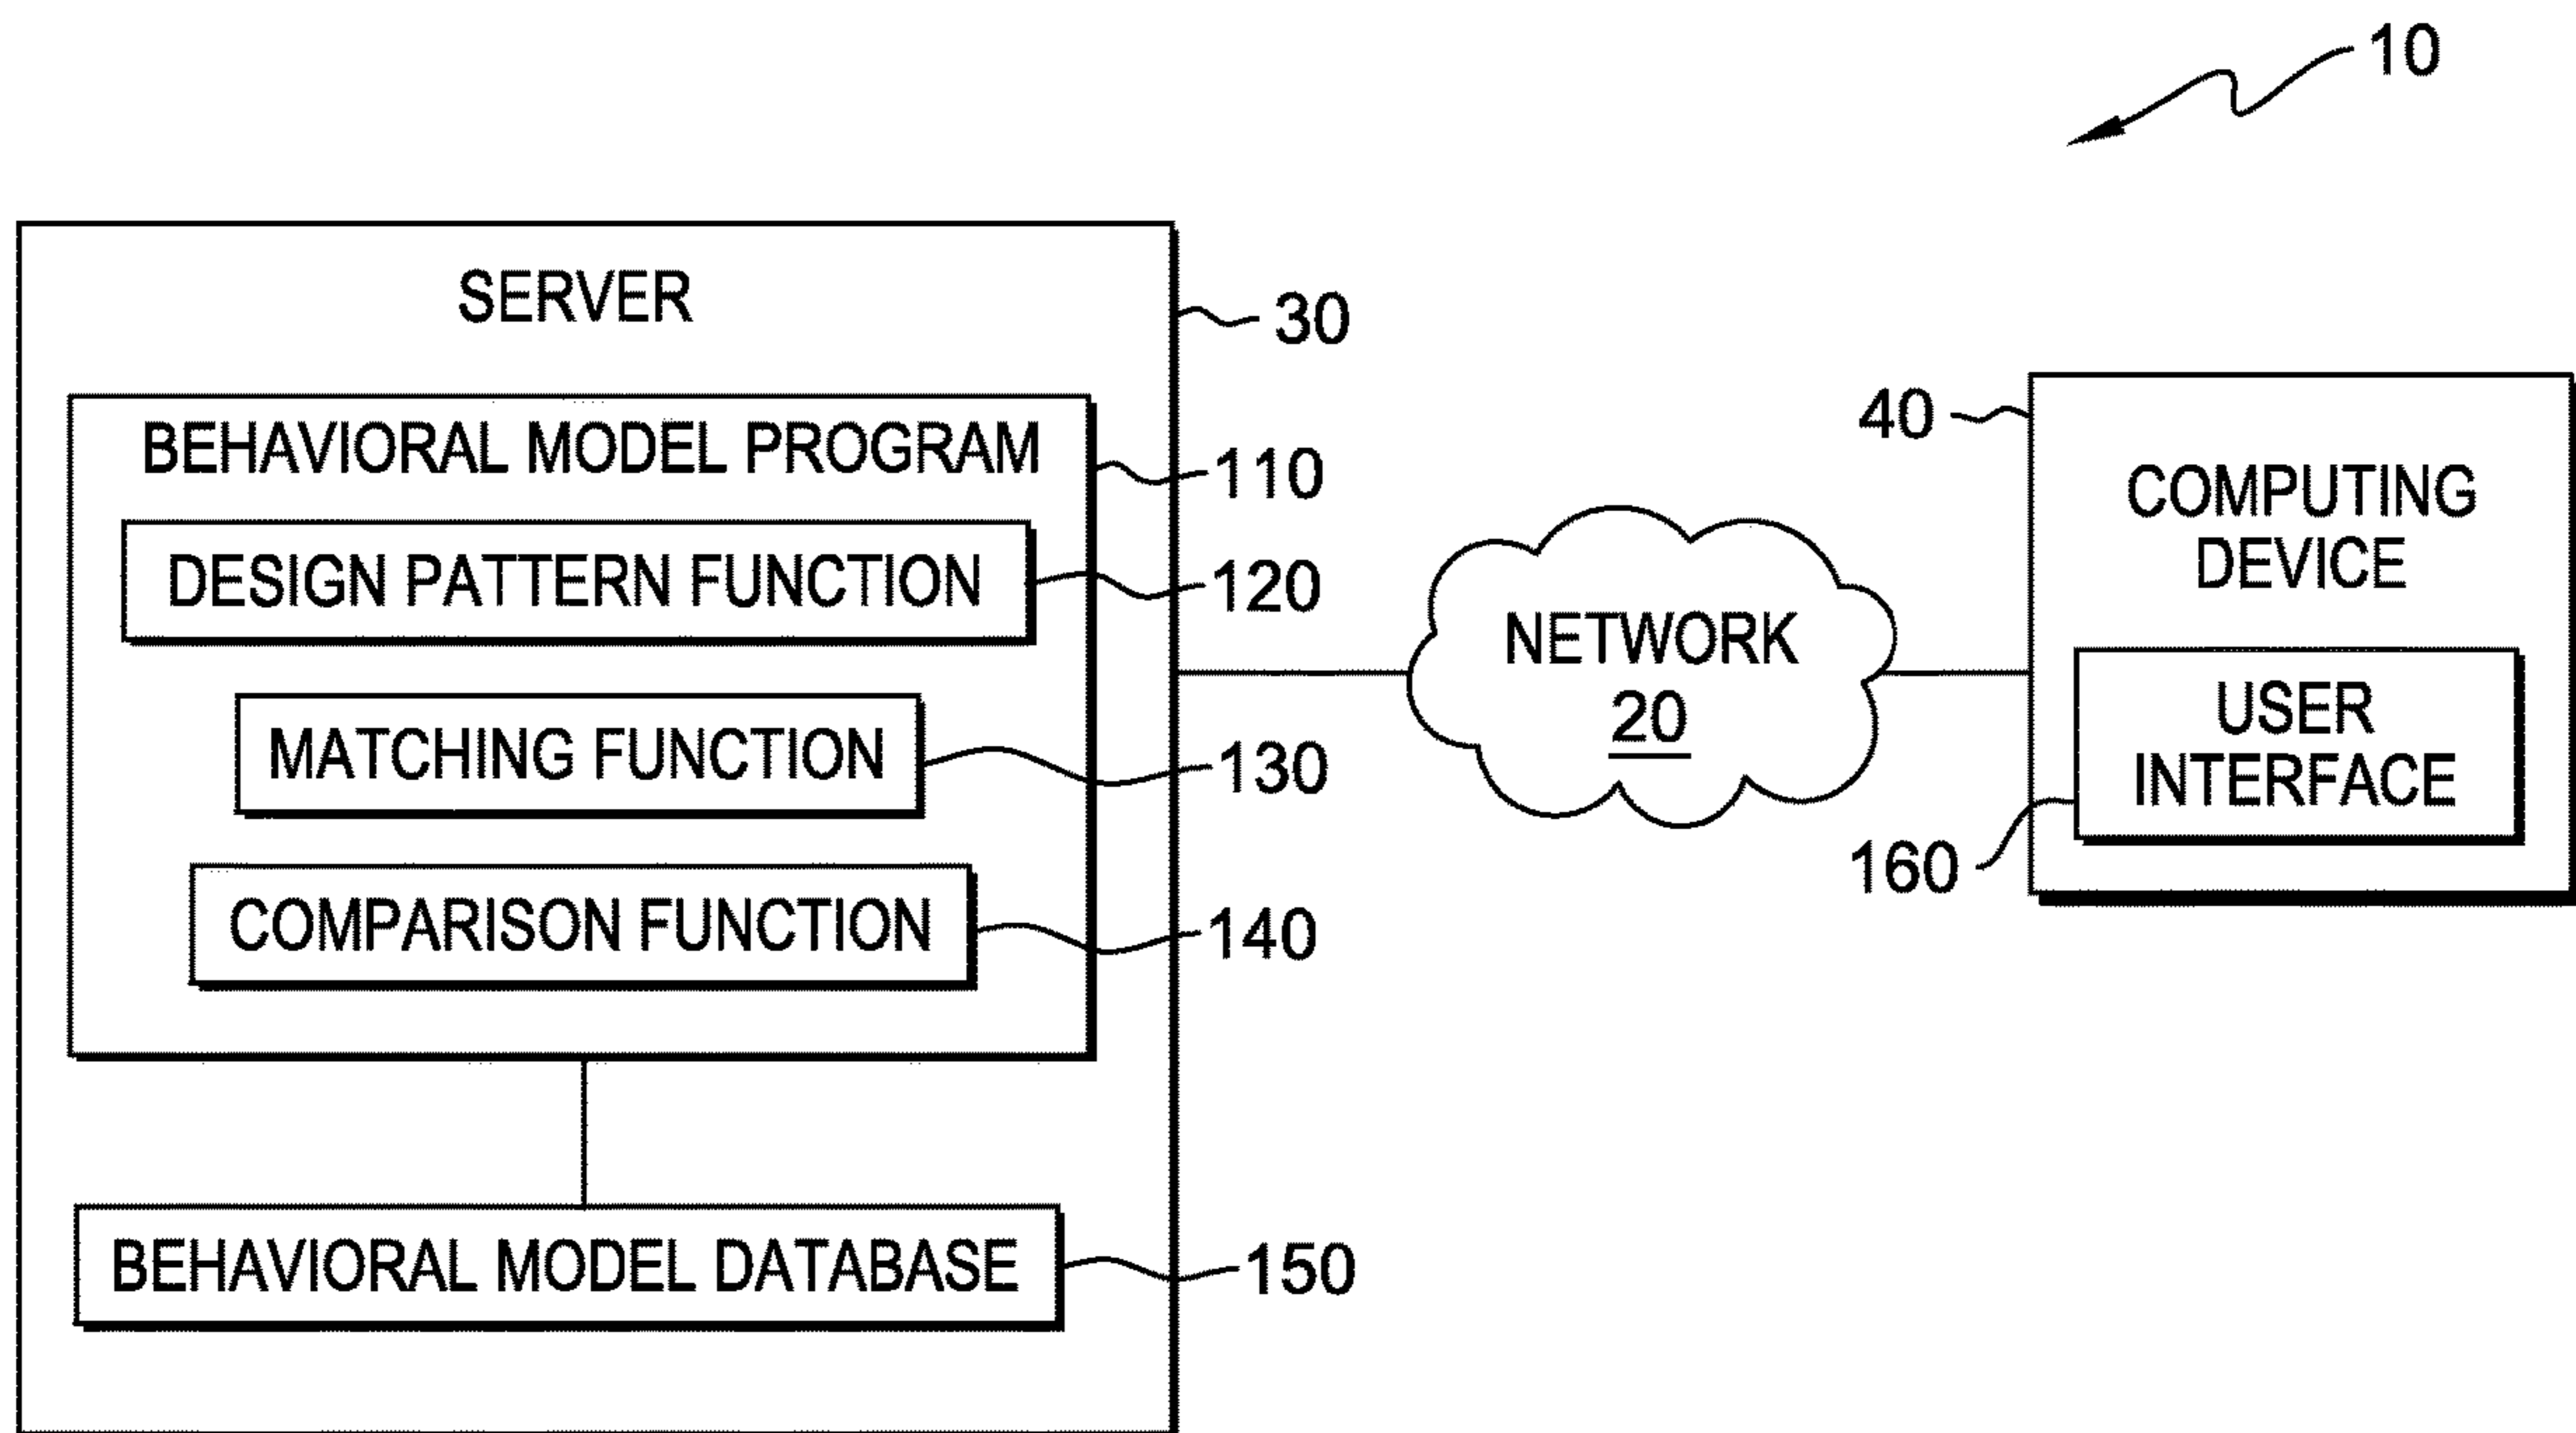 10
SERVER
30
BEHAVIORAL MODEL PROGRAM
110
DESIGN PATTERN FUNCTION
120
MATCHING FUNCTION
130
COMPARISON FUNCTION
140
BEHAVIORAL MODEL DATABASE
150
NETWORK
20
40
COMPUTING
DEVICE
USER
INTERFACE
160